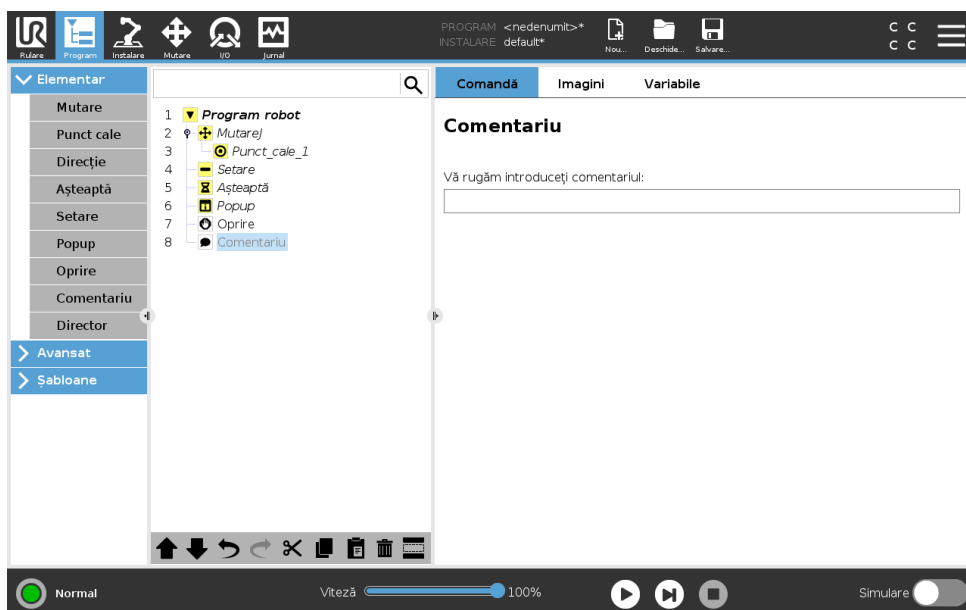 UR
Rulare
Program
Instalare
Mutare
I/O
Jurnal
PROGRAM <nedenumit>*
INSTALARE default*
Nou...
Deschide...
Salvare...
C C
C C
Elementar
Mutare
Punct cale
Direcție
Așteaptă
Setare
Popup
Oprire
Comentariu
Director
Avansat
Șabloane
1 Program robot
2 MutareJ
3 Punct_cale_1
4 Setare
5 Așteaptă
6 Popup
7 Oprire
8 Comentariu
Comandă
Imagini
Variabile
Comentariu
Vă rugăm introduceți comentariul:
Normal
Viteză 100%
Simulare